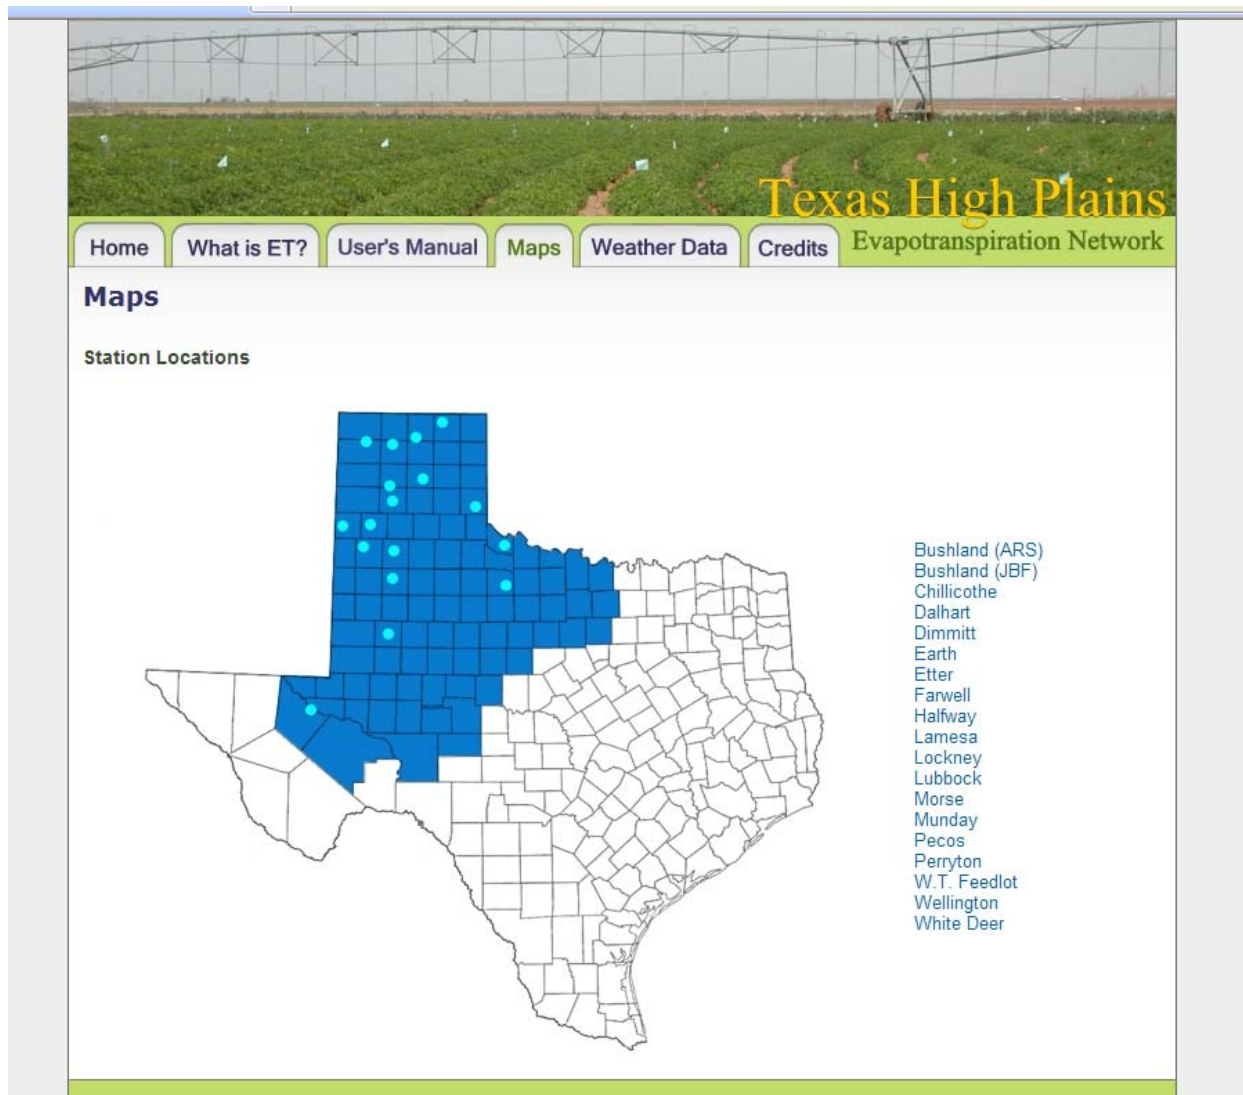 Texas High Plains
Home
What is ET?
User's Manual
Maps
Weather Data
Credits
Evapotranspiration Network
Maps
Station Locations
Bushland (ARS)
Bushland (JBF)
Chillicothe
Dalhart
Dimmitt
Earth
Etter
Farwell
Halfway
Lamesa
Lockney
Lubbock
Morse
Munday
Pecos
Perryton
W.T. Feedlot
Wellington
White Deer